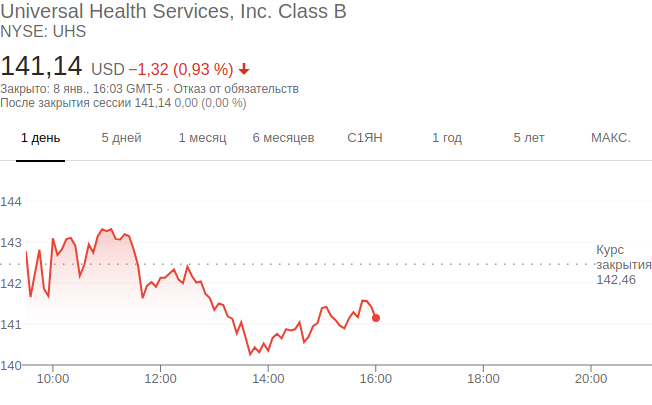 Universal Health Services, Inc. Class B
NYSE: UHS
141,14 USD −1,32 (0,93 %)
Закрыто: 8 янв., 16:03 GMT-5 · Отказ от обязательств
После закрытия сессии 141,14 0,00 (0,00 %)
1 день 5 дней 1 месяц 6 месяцев С1ЯН 1 год 5 лет МАКС.
144
143
142
141
140
Курс
закрытия
142,46
10:00 12:00 14:00 16:00 18:00 20:00